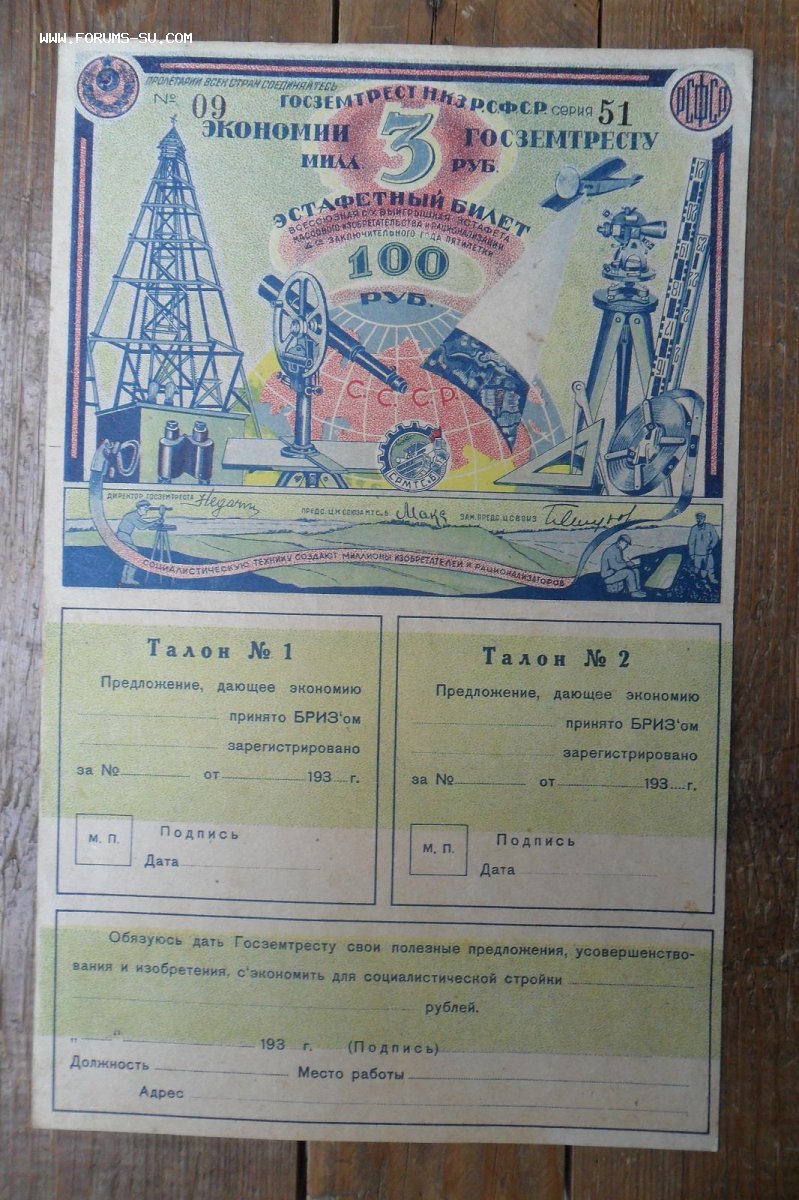 WWW.FORUMS-SU.COM
ПРОЛЕТАРИИ ВСЕХ СТРАН СОЕДИНЯЙТЕСЬ
РСФСР
№ 09
ГОСЗЕМТРЕСТ Н.К.З Р.С.Ф.С.Р.
СЕРИЯ 51
ЭКОНОМИИ 3 ГОСЗЕМТРЕСТУ
МИЛЛ РУБ.
ЭСТАФЕТНЫЙ БИЛЕТ
ВСЕСОЮЗНАЯ С.Х. ВЫИГРЫШНАЯ ЭСТАФЕТА
МАССОВОГО ИЗОБРЕТАТЕЛЬСТВА И РАЦИОНАЛИЗАЦИИ
4го ЗАКЛЮЧИТЕЛЬНОГО ГОДА ПЯТИЛЕТКИ
100
РУБ.
С.С.С.Р.
ДИРЕКТОР ГОСЗЕМТРЕСТА
ПРЕДС. Ц.К СОЮЗА М.Т.С.Б.
ЗАМ. ПРЕДС. Ц.С В О И З
СОЦИАЛИСТИЧЕСКУЮ ТЕХНИКУ СОЗДАЮТ МИЛЛИОНЫ ИЗОБРЕТАТЕЛЕЙ И РАЦИОНАЛИЗАТОРОВ
Талон № 1
Предложение, дающее экономию
принято БРИЗ'ом
зарегистрировано
за № от 193 г.
М. П.
Подпись
Дата
Талон № 2
Предложение, дающее экономию
принято БРИЗ'ом
зарегистрировано
за № от 193 г.
М. П.
Подпись
Дата
Обязуюсь дать Госземтресту свои полезные предложения, усовершенство-
вания и изобретения, с'экономить для социалистической стройки
рублей.
„ “ 193 г. (Подпись)
Должность Место работы
Адрес